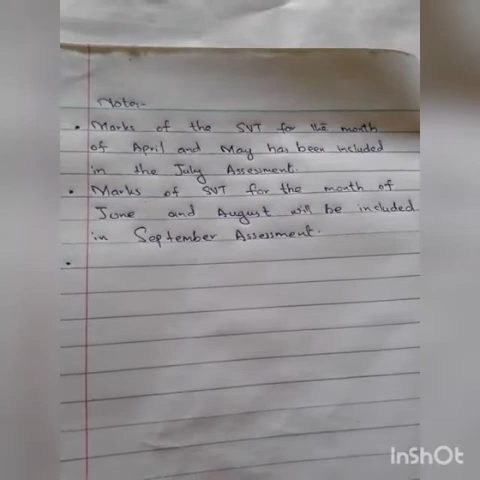 Note:-
• Marks of the SVT for the month
of April and May has been included
in the July Assessment.
• Marks of SVT for the month of
June and August will be included
in September Assessment.
•
InShOt